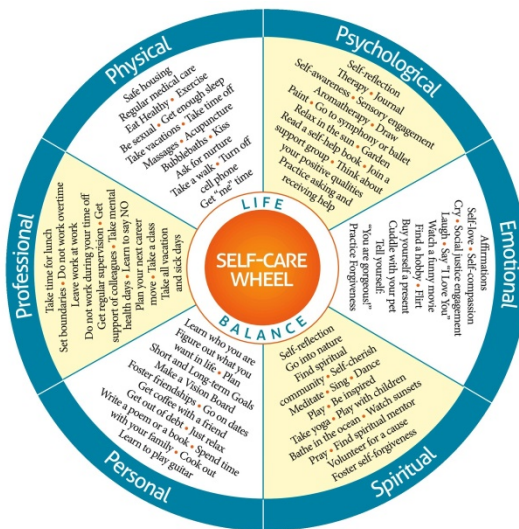 Physical
Safe housing
Regular medical care
Eat Healthy • Exercise
Be sexual • Get enough sleep
Take vacations • Take time off
Massages • Acupuncture
Bubblebaths • Kiss
Ask for nurture
Take a walk • Turn off
cell phone
Get "me" time
Psychological
Self-reflection
Therapy • Journal
Self-awareness • Sensory engagement
Aromatherapy • Draw
Paint • Go to symphony or ballet
Relax in the sun • Garden
Read a self-help book • Join a
support group • Think about
your positive qualities
Practice asking and
receiving help
Emotional
Affirmations
Self-love • Self-compassion
Cry • Social justice engagement
Laugh • Say "I Love You"
Watch a funny movie
Find a hobby • Flirt
Buy yourself a present
Cuddle with your pet
Tell yourself:
"You are gorgeous!"
Practice Forgiveness
Spiritual
Self-reflection
Go into nature
Find spiritual
community • Self-cherish
Meditate • Sing • Dance
Play • Be inspired
Take yoga • Play with children
Bathe in the ocean • Watch sunsets
Pray • Find spiritual mentor
Volunteer for a cause
Foster self-forgiveness
Personal
Learn who you are
Figure out what you
want in life • Plan
Short and Long-term Goals
Make a Vision Board
Foster friendships • Go on dates
Get coffee with a friend
Get out of debt • Just relax
Write a poem or a book • Spend time
with your family • Cook out
Learn to play guitar
Professional
Take time for lunch
Set boundaries • Do not work overtime
Leave work at work
Do not work during your time off
Get regular supervision • Get
support of colleagues • Take mental
health days • Learn to say NO
Plan your next career
move • Take a class
Take all vacation
and sick days
LIFE
SELF-CARE
WHEEL
BALANCE